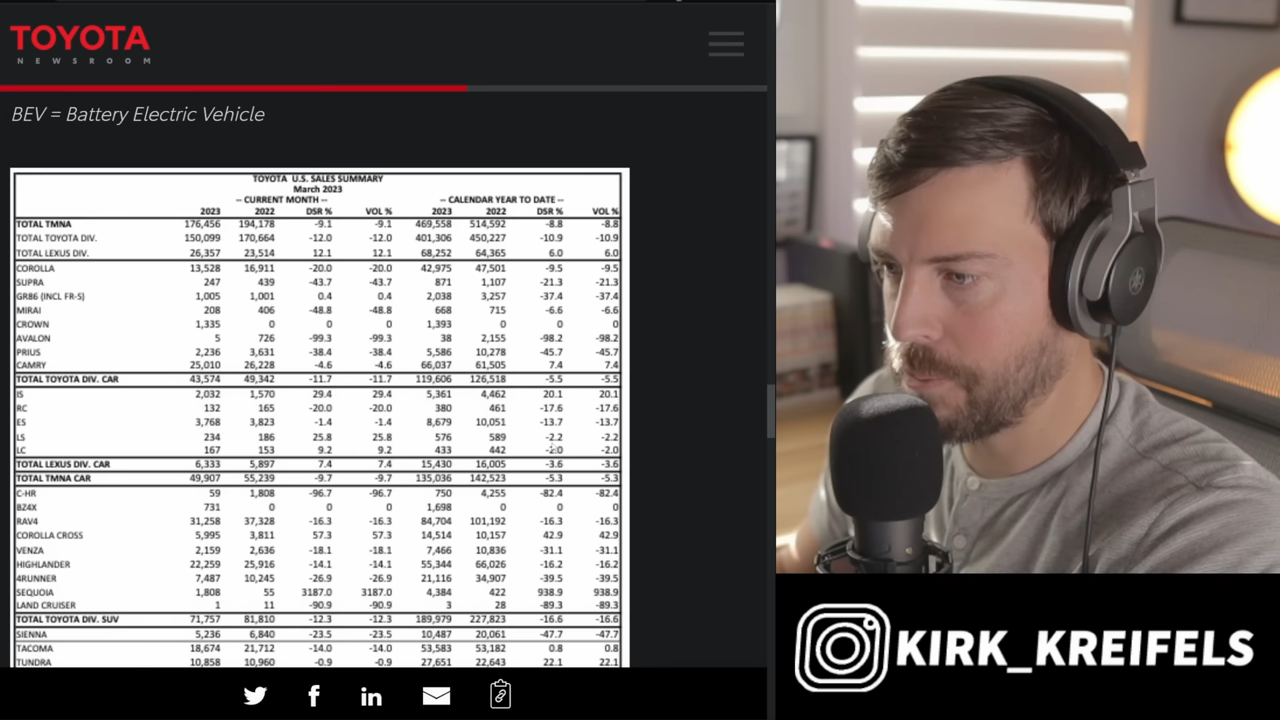 TOYOTA
NEWSROOM
BEV = Battery Electric Vehicle
TOYOTA U.S. SALES SUMMARY
March 2023
-- CURRENT MONTH -- -- CALENDAR YEAR TO DATE --
2023 2022 DSR % VOL % 2023 2022 DSR % VOL %
TOTAL TMNA 176,456 194,178 -9.1 -9.1 469,558 514,592 -8.8 -8.8
TOTAL TOYOTA DIV. 150,099 170,664 -12.0 -12.0 401,306 450,227 -10.9 -10.9
TOTAL LEXUS DIV. 26,357 23,514 12.1 12.1 68,252 64,365 6.0 6.0
COROLLA 13,528 16,911 -20.0 -20.0 42,975 47,501 -9.5 -9.5
SUPRA 247 439 -43.7 -43.7 871 1,107 -21.3 -21.3
GR86 (INCL FR-S) 1,005 1,001 0.4 0.4 2,038 3,257 -37.4 -37.4
MIRAI 208 406 -48.8 -48.8 668 715 -6.6 -6.6
CROWN 1,335 0 0 0 1,393 0 0 0
AVALON 5 726 -99.3 -99.3 38 2,155 -98.2 -98.2
PRIUS 2,236 3,631 -38.4 -38.4 5,586 10,278 -45.7 -45.7
CAMRY 25,010 26,228 -4.6 -4.6 66,037 61,505 7.4 7.4
TOTAL TOYOTA DIV. CAR 43,574 49,342 -11.7 -11.7 119,606 126,518 -5.5 -5.5
IS 2,032 1,570 29.4 29.4 5,361 4,462 20.1 20.1
RC 132 165 -20.0 -20.0 380 461 -17.6 -17.6
ES 3,768 3,823 -1.4 -1.4 8,679 10,051 -13.7 -13.7
LS 234 186 25.8 25.8 576 589 -2.2 -2.2
LC 167 153 9.2 9.2 433 442 -2.0 -2.0
TOTAL LEXUS DIV. CAR 6,333 5,897 7.4 7.4 15,430 16,005 -3.6 -3.6
TOTAL TMNA CAR 49,907 55,239 -9.7 -9.7 135,036 142,523 -5.3 -5.3
C-HR 59 1,808 -96.7 -96.7 750 4,255 -82.4 -82.4
BZ4X 731 0 0 0 1,698 0 0 0
RAV4 31,258 37,328 -16.3 -16.3 84,704 101,192 -16.3 -16.3
COROLLA CROSS 5,995 3,811 57.3 57.3 14,514 10,157 42.9 42.9
VENZA 2,159 2,636 -18.1 -18.1 7,466 10,836 -31.1 -31.1
HIGHLANDER 22,259 25,916 -14.1 -14.1 55,344 66,026 -16.2 -16.2
4RUNNER 7,487 10,245 -26.9 -26.9 21,116 34,907 -39.5 -39.5
SEQUOIA 1,808 55 3187.0 3187.0 4,384 422 938.9 938.9
LAND CRUISER 1 11 -90.9 -90.9 3 28 -89.3 -89.3
TOTAL TOYOTA DIV. SUV 71,757 81,810 -12.3 -12.3 189,979 227,823 -16.6 -16.6
SIENNA 5,236 6,840 -23.5 -23.5 10,487 20,061 -47.7 -47.7
TACOMA 18,674 21,712 -14.0 -14.0 53,583 53,182 0.8 0.8
TUNDRA 10,858 10,960 -0.9 -0.9 27,651 22,643 22.1 22.1
KIRK_KREIFELS